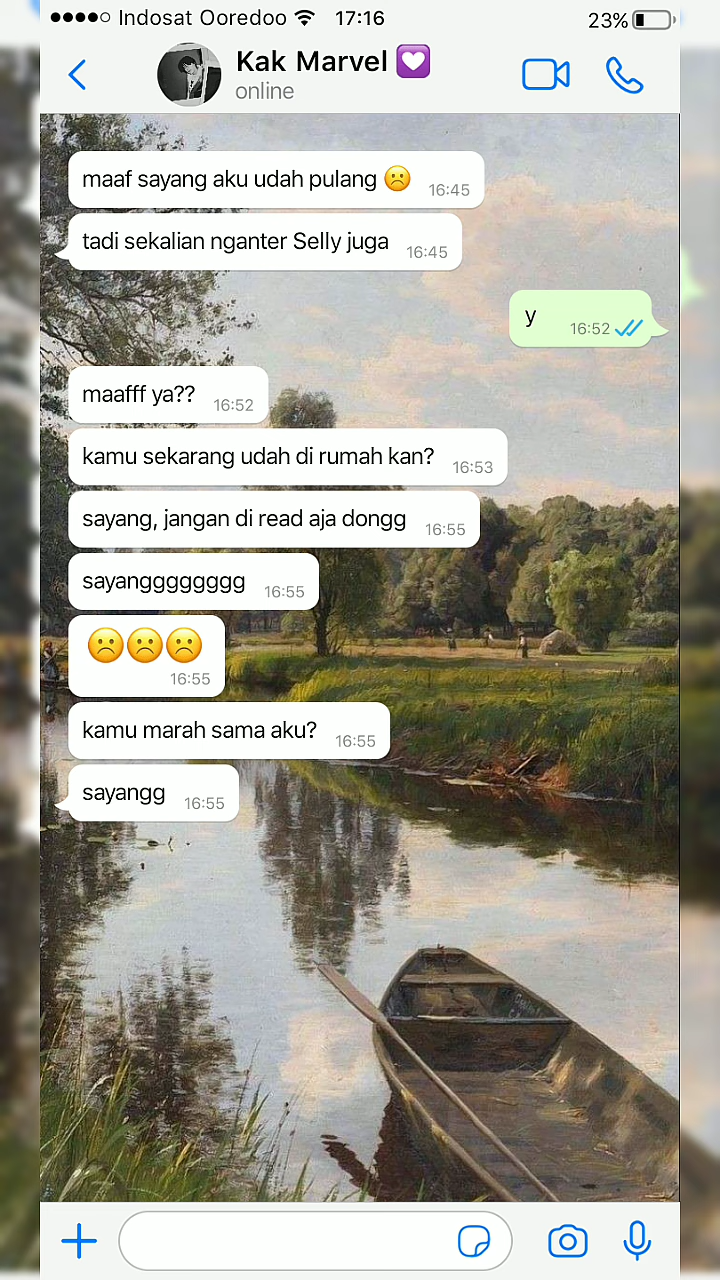 Indosat Ooredoo 17:16 23%
Kak Marvel
online
maaf sayang aku udah pulang ☹️ 16:45
tadi sekalian nganter Selly juga 16:45
y 16:52
maafff ya?? 16:52
kamu sekarang udah di rumah kan? 16:53
sayang, jangan di read aja dongg 16:55
sayangggggggg 16:55
☹️☹️☹️
16:55
kamu marah sama aku? 16:55
sayangg 16:55